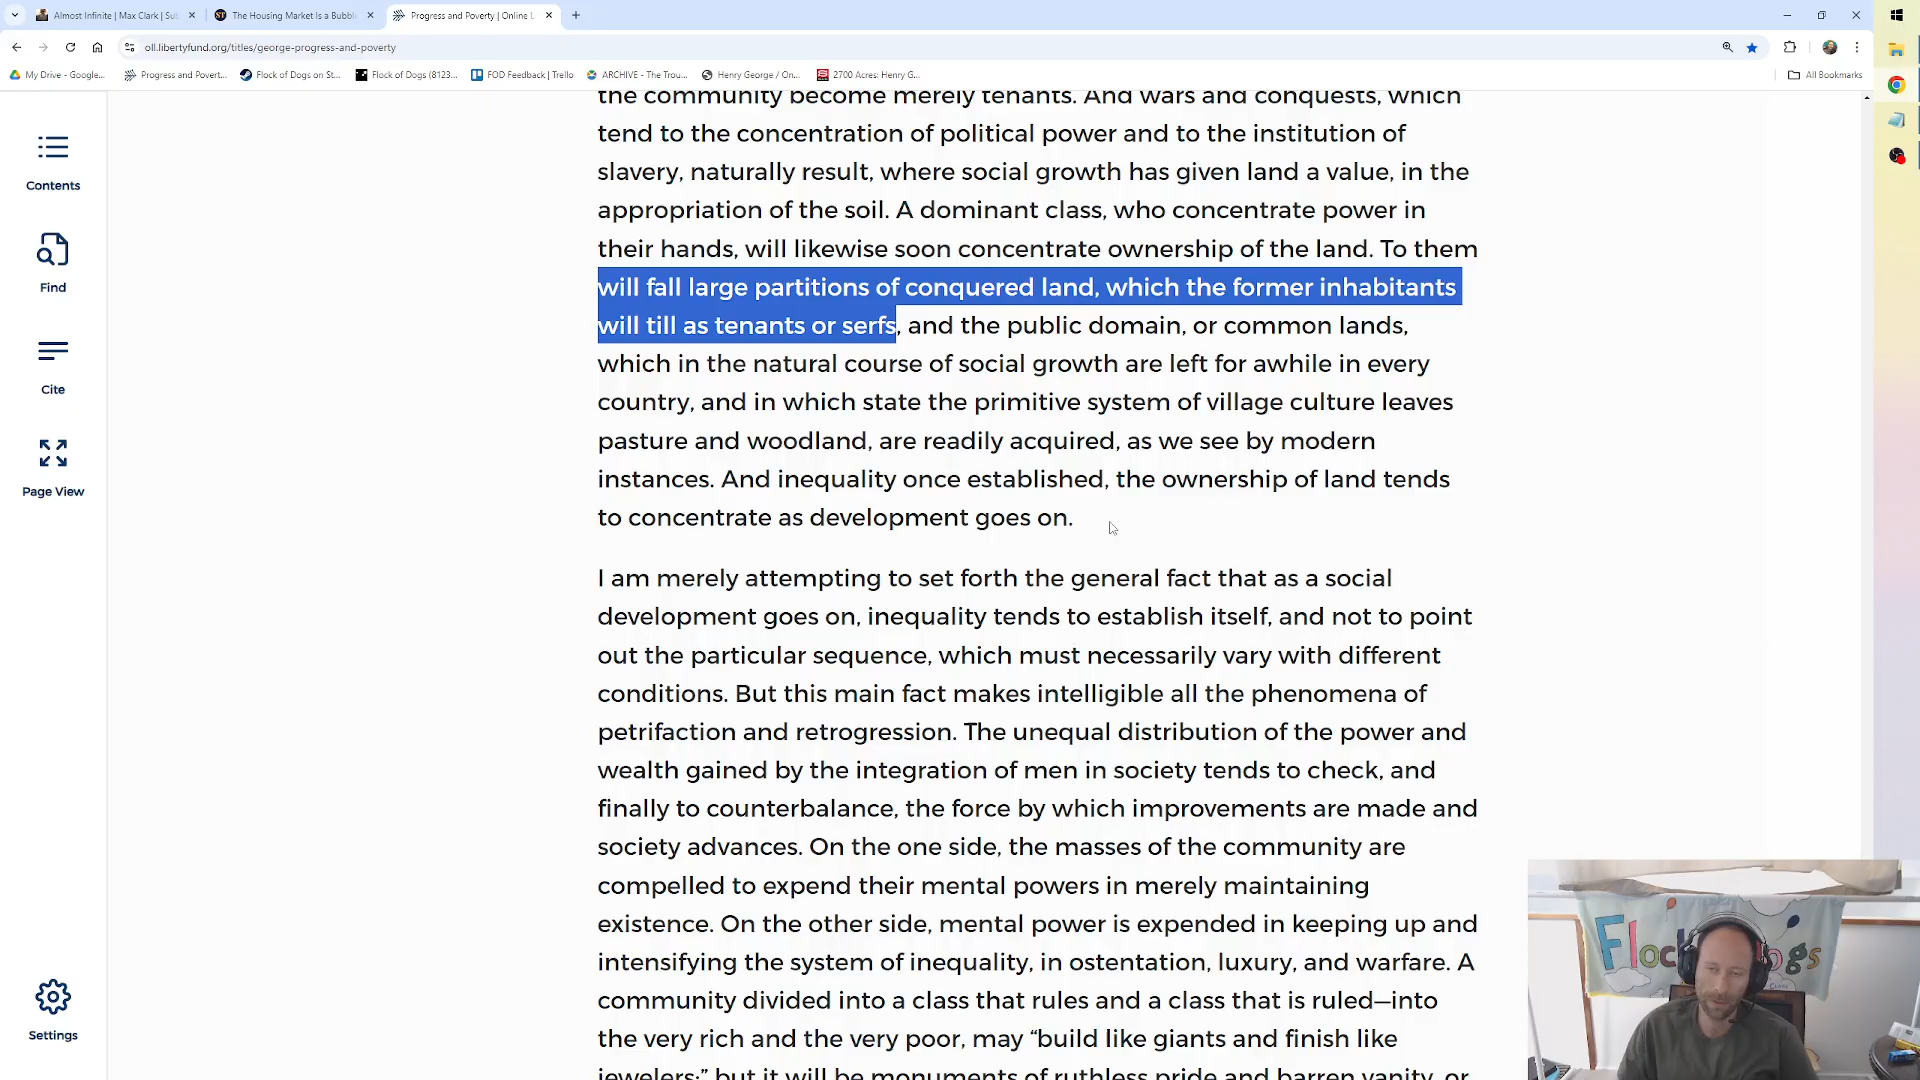 Almost Infinite | Max Clark | Sub
The Housing Market Is a Bubble
Progress and Poverty | Online L
oll.libertyfund.org/titles/george-progress-and-poverty
My Drive - Google...
Progress and Povert...
Flock of Dogs on St...
Flock of Dogs (8123...
FOD Feedback | Trello
ARCHIVE - The Trou...
Henry George / On...
2700 Acres: Henry G...
All Bookmarks
Contents
Find
Cite
Page View
Settings
the community become merely tenants. And wars and conquests, which
tend to the concentration of political power and to the institution of
slavery, naturally result, where social growth has given land a value, in the
appropriation of the soil. A dominant class, who concentrate power in
their hands, will likewise soon concentrate ownership of the land. To them
will fall large partitions of conquered land, which the former inhabitants
will till as tenants or serfs, and the public domain, or common lands,
which in the natural course of social growth are left for awhile in every
country, and in which state the primitive system of village culture leaves
pasture and woodland, are readily acquired, as we see by modern
instances. And inequality once established, the ownership of land tends
to concentrate as development goes on.
I am merely attempting to set forth the general fact that as a social
development goes on, inequality tends to establish itself, and not to point
out the particular sequence, which must necessarily vary with different
conditions. But this main fact makes intelligible all the phenomena of
petrifaction and retrogression. The unequal distribution of the power and
wealth gained by the integration of men in society tends to check, and
finally to counterbalance, the force by which improvements are made and
society advances. On the one side, the masses of the community are
compelled to expend their mental powers in merely maintaining
existence. On the other side, mental power is expended in keeping up and
intensifying the system of inequality, in ostentation, luxury, and warfare. A
community divided into a class that rules and a class that is ruled—into
the very rich and the very poor, may “build like giants and finish like
jewelers;” but it will be monuments of ruthless pride and barren vanity, or